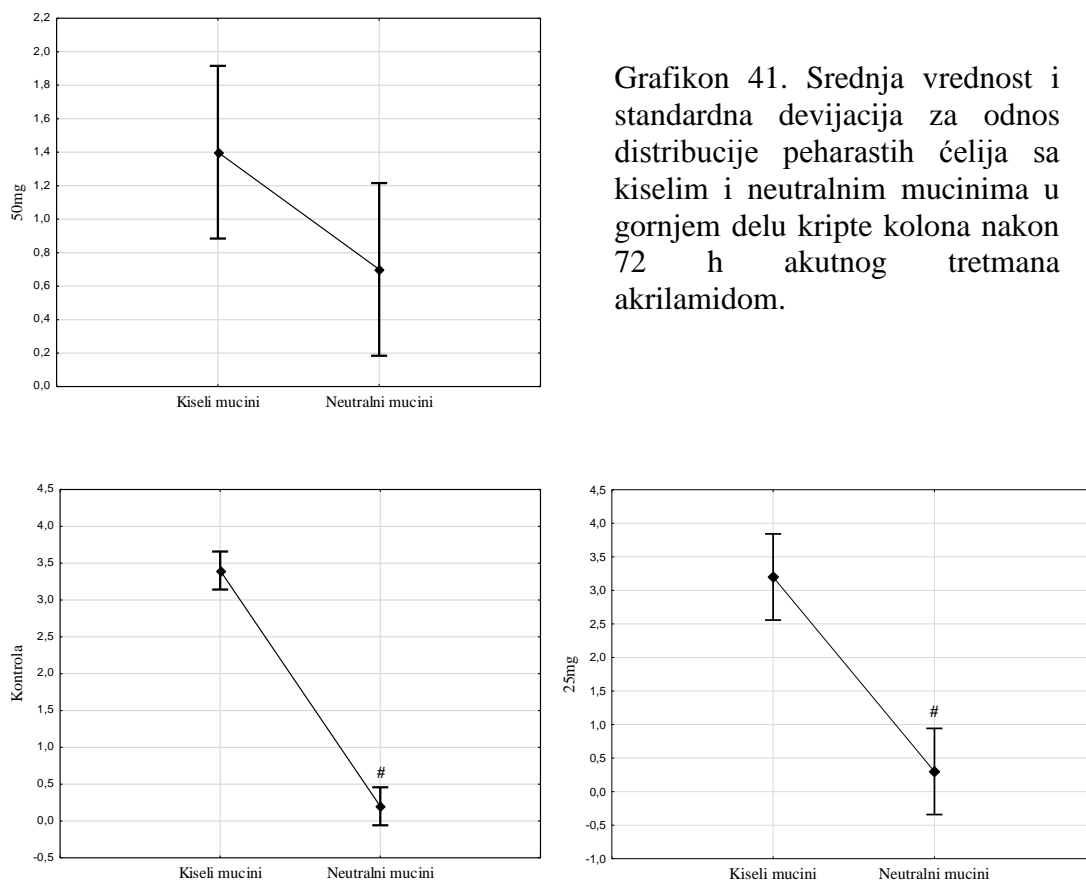 2,2
2,0
1,8
1,6
1,4
1,2
1,0
0,8
0,6
0,4
0,2
0,0
50mg
Kiseli mucini Neutralni mucini
Grafikon 41. Srednja vrednost i
standardna devijacija za odnos
distribucije peharastih ćelija sa
kiselim i neutralnim mucinima u
gornjem delu kripte kolona nakon
72 h akutnog tretmana
akrilamidom.
4,5
4,0
3,5
3,0
2,5
2,0
1,5
1,0
0,5
0,0
-0,5
Kontrola
#
Kiseli mucini Neutralni mucini
4,5
4,0
3,5
3,0
2,5
2,0
1,5
1,0
0,5
0,0
-0,5
-1,0
25mg
#
Kiseli mucini Neutralni mucini